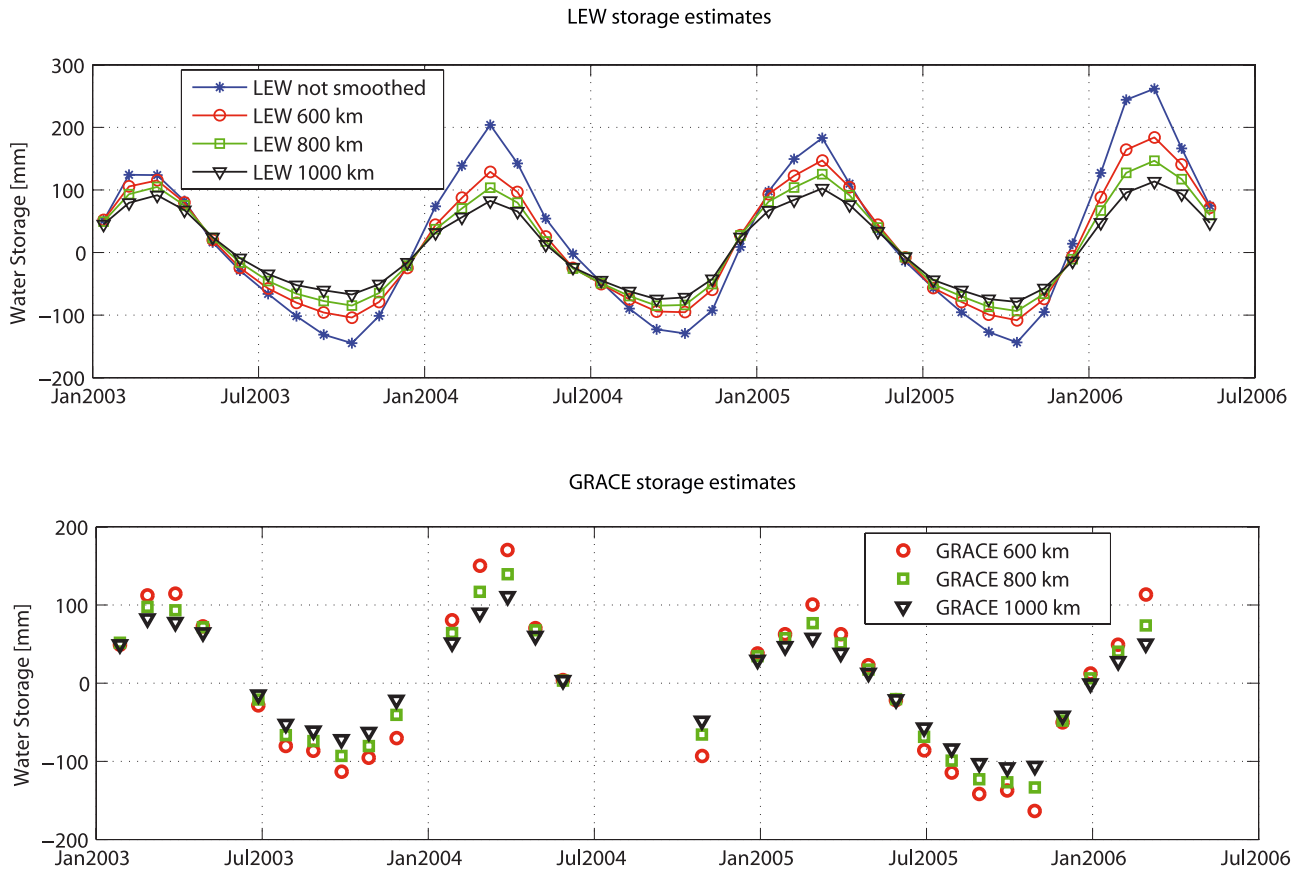 LEW storage estimates
Water Storage [mm]
300
200
100
0
−100
−200
LEW not smoothed
LEW 600 km
LEW 800 km
LEW 1000 km
Jan2003 Jul2003 Jan2004 Jul2004 Jan2005 Jul2005 Jan2006 Jul2006
GRACE storage estimates
Water Storage [mm]
200
100
0
−100
−200
GRACE 600 km
GRACE 800 km
GRACE 1000 km
Jan2003 Jul2003 Jan2004 Jul2004 Jan2005 Jul2005 Jan2006 Jul2006